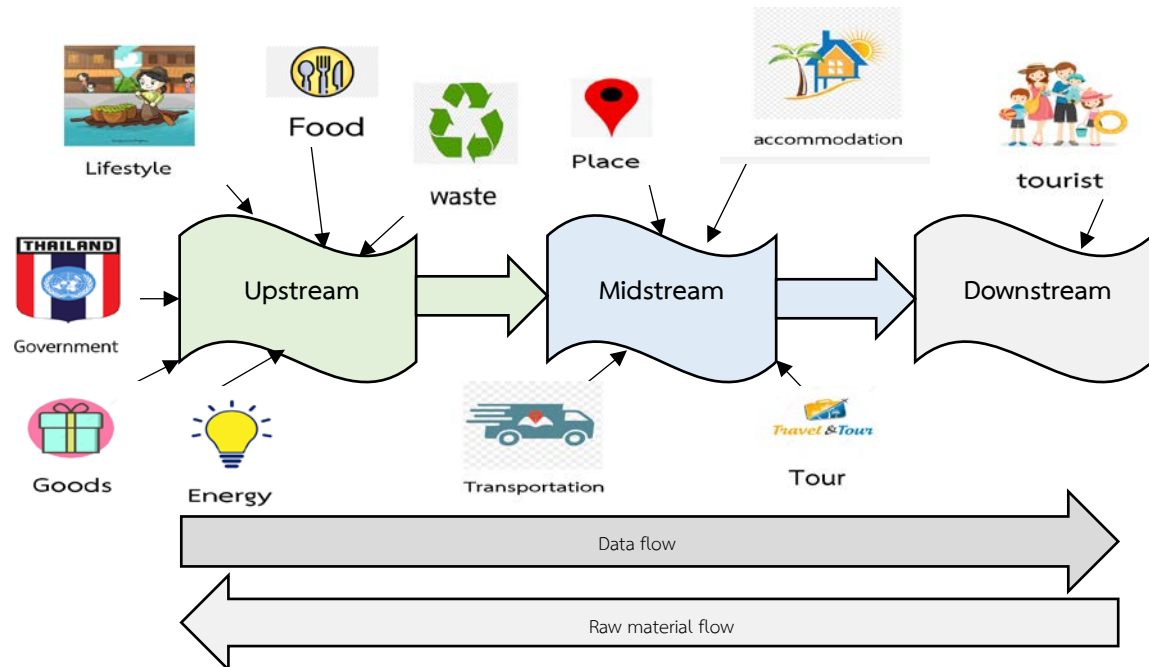 Lifestyle
Food
waste
Place
accommodation
tourist
THAILAND
Government
Upstream
Midstream
Downstream
Goods
Energy
Transportation
Travel & Tour
Tour
Data flow
Raw material flow